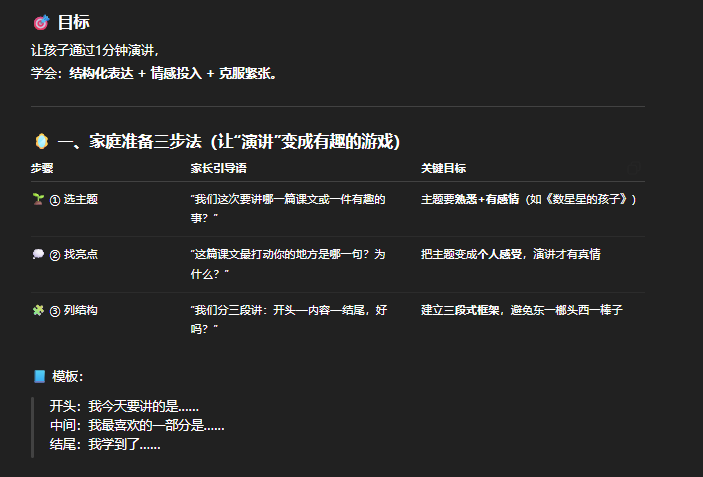 🎯 目标
让孩子通过1分钟演讲，
学会：结构化表达 + 情感投入 + 克服紧张。
🪞 一、家庭准备三步法（让“演讲”变成有趣的游戏）
步骤 家长引导语 关键目标
🌱 ① 选主题 “我们这次要讲哪一篇课文或一件有趣的事？” 主题要熟悉+有感情（如《数星星的孩子》）
💭 ② 找亮点 “这篇课文最打动你的地方是哪一句？为什么？” 把主题变成个人感受，演讲才有真情
🧩 ③ 列结构 “我们分三段讲：开头—内容—结尾，好吗？” 建立三段式框架，避免东一榔头西一棒子
📘 模板：
开头：我今天要讲的是……
中间：我最喜欢的一部分是……
结尾：我学到了……